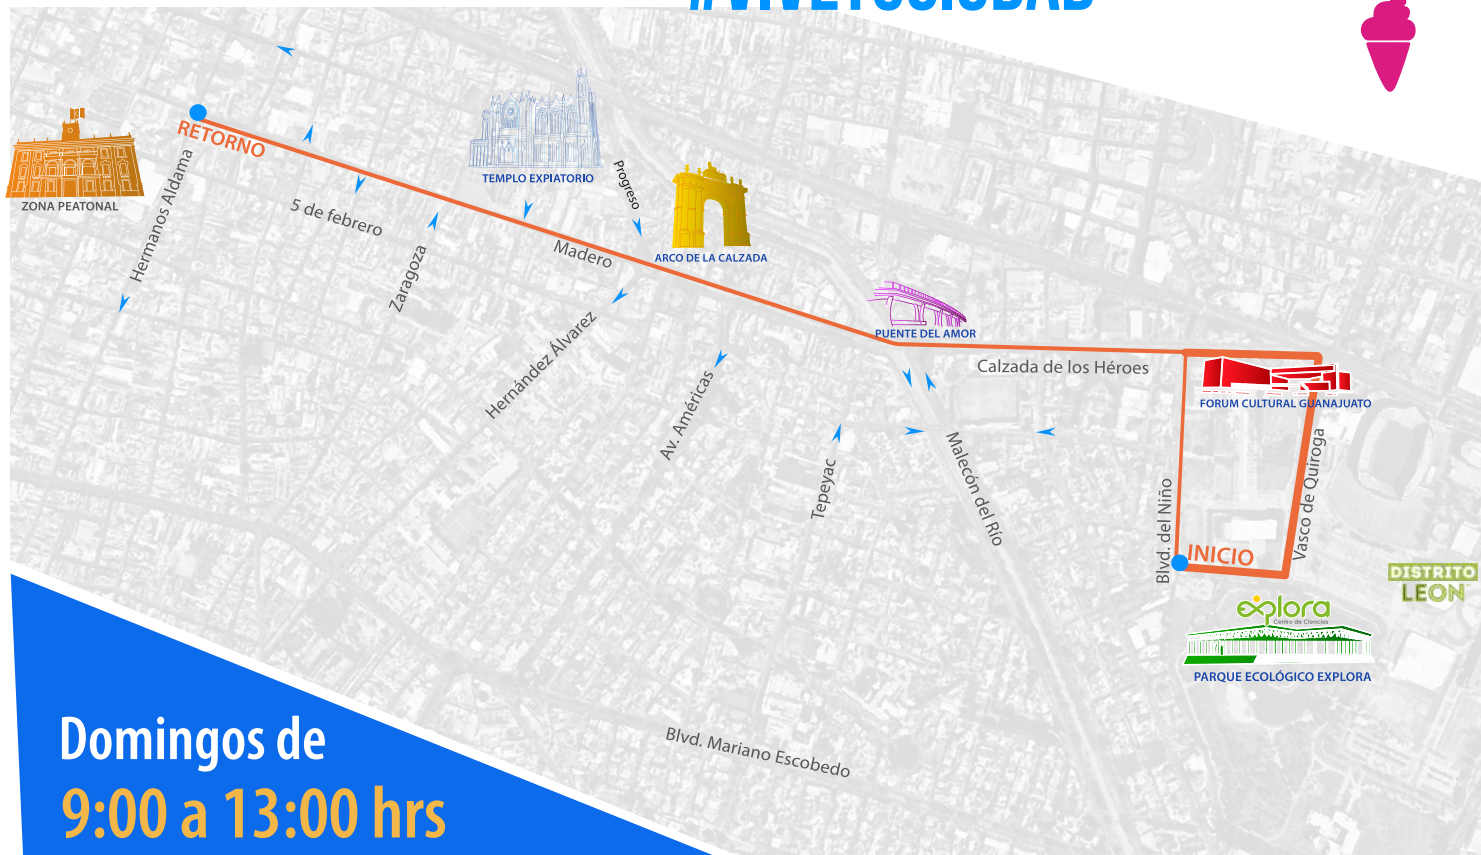 #VIVETUCIUDAD
RETORNO
ZONA PEATONAL
Hermanos Aldama
5 de febrero
Zaragoza
TEMPLO EXPIATORIO
Progreso
Madero
ARCO DE LA CALZADA
Hernández Álvarez
Av. Américas
PUENTE DEL AMOR
Calzada de los Héroes
FORUM CULTURAL GUANAJUATO
Tepeyac
Malecón del Río
Blvd. del Niño
Vasco de Quiroga
INICIO
DISTRITO
LEON
explora
Centro de Ciencias
PARQUE ECOLÓGICO EXPLORA
Blvd. Mariano Escobedo
Domingos de
9:00 a 13:00 hrs